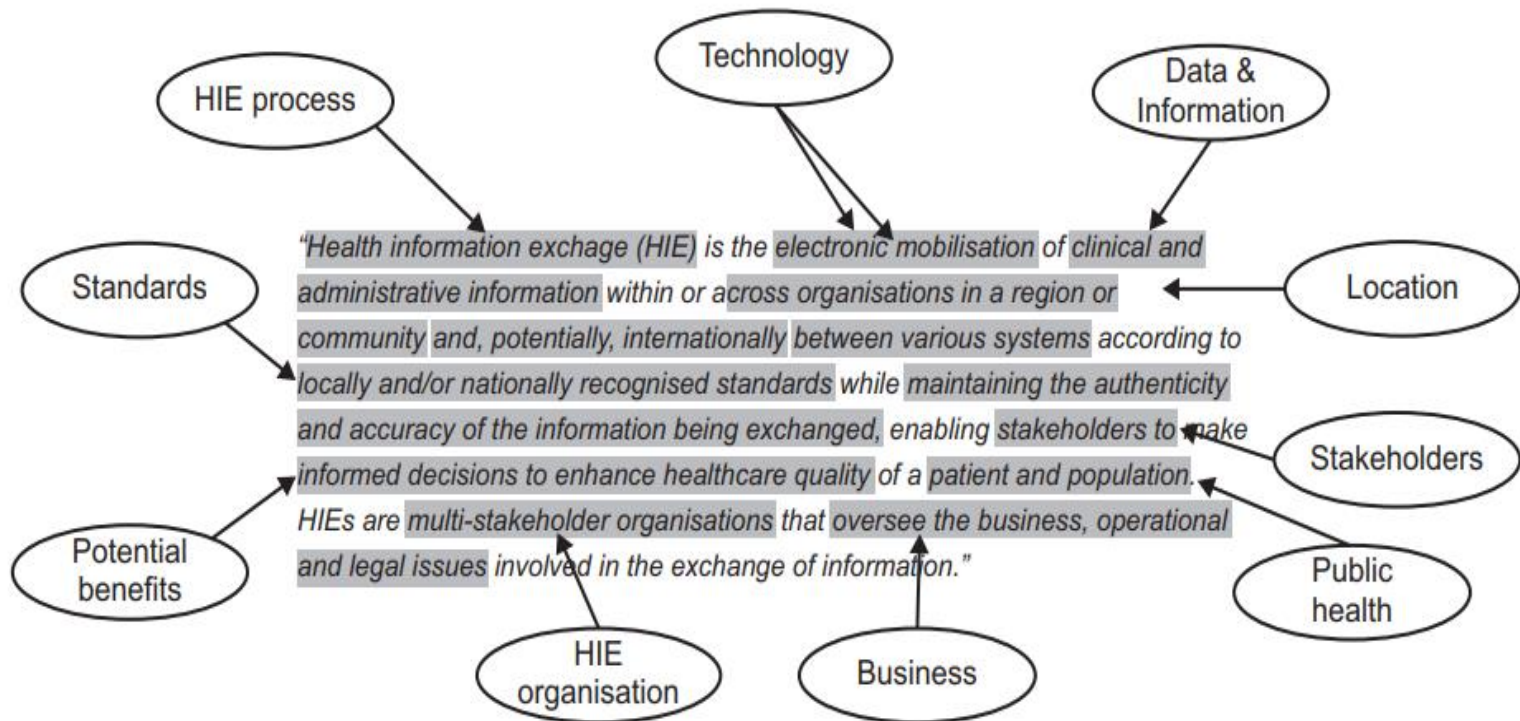 Technology
Data &
Information
HIE process
“Health information exchage (HIE) is the electronic mobilisation of clinical and
Standards
administrative information within or across organisations in a region or
Location
community and, potentially, internationally between various systems according to
locally and/or nationally recognised standards while maintaining the authenticity
and accuracy of the information being exchanged, enabling stakeholders to make
Stakeholders
informed decisions to enhance healthcare quality of a patient and population.
HIEs are multi-stakeholder organisations that oversee the business, operational
and legal issues involved in the exchange of information.”
Potential
benefits
Public
health
HIE
organisation
Business